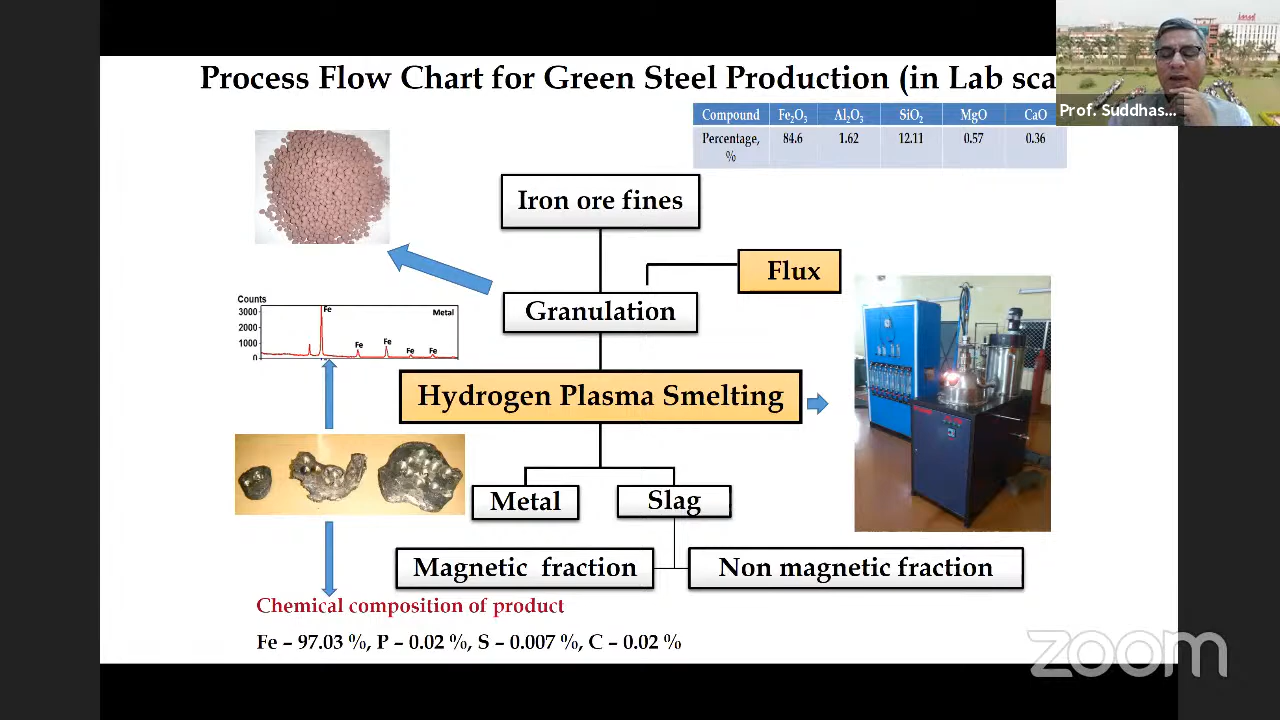 Process Flow Chart for Green Steel Production (in Lab sca
Prof. Suddhas...
Compound Fe₂O₃ Al₂O₃ SiO₂ MgO CaO
Percentage, 84.6 1.62 12.11 0.57 0.36
%
Iron ore fines
Flux
Granulation
Counts
3000
2000
1000
0
Fe
Metal
Fe
Fe
Fe
Fe
Hydrogen Plasma Smelting
Metal
Slag
Magnetic fraction
Non magnetic fraction
Chemical composition of product
Fe – 97.03 %, P – 0.02 %, S – 0.007 %, C – 0.02 %
zoom